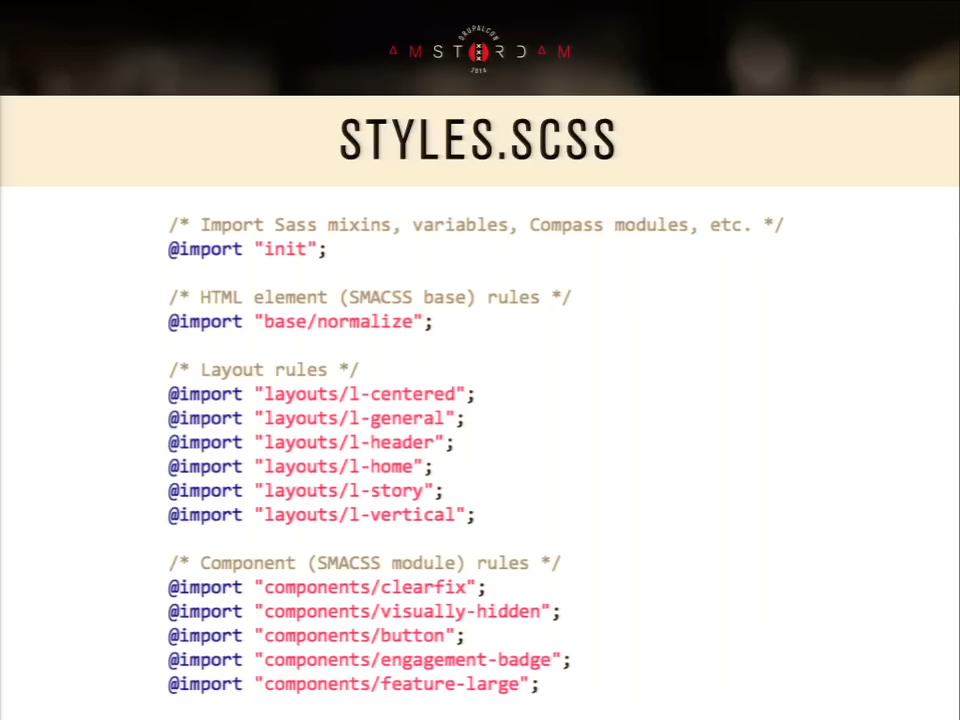 DRUPALCON
AMSTERDAM
2014
STYLES.SCSS
/* Import Sass mixins, variables, Compass modules, etc. */
@import "init";
/* HTML element (SMACSS base) rules */
@import "base/normalize";
/* Layout rules */
@import "layouts/l-centered";
@import "layouts/l-general";
@import "layouts/l-header";
@import "layouts/l-home";
@import "layouts/l-story";
@import "layouts/l-vertical";
/* Component (SMACSS module) rules */
@import "components/clearfix";
@import "components/visually-hidden";
@import "components/button";
@import "components/engagement-badge";
@import "components/feature-large";